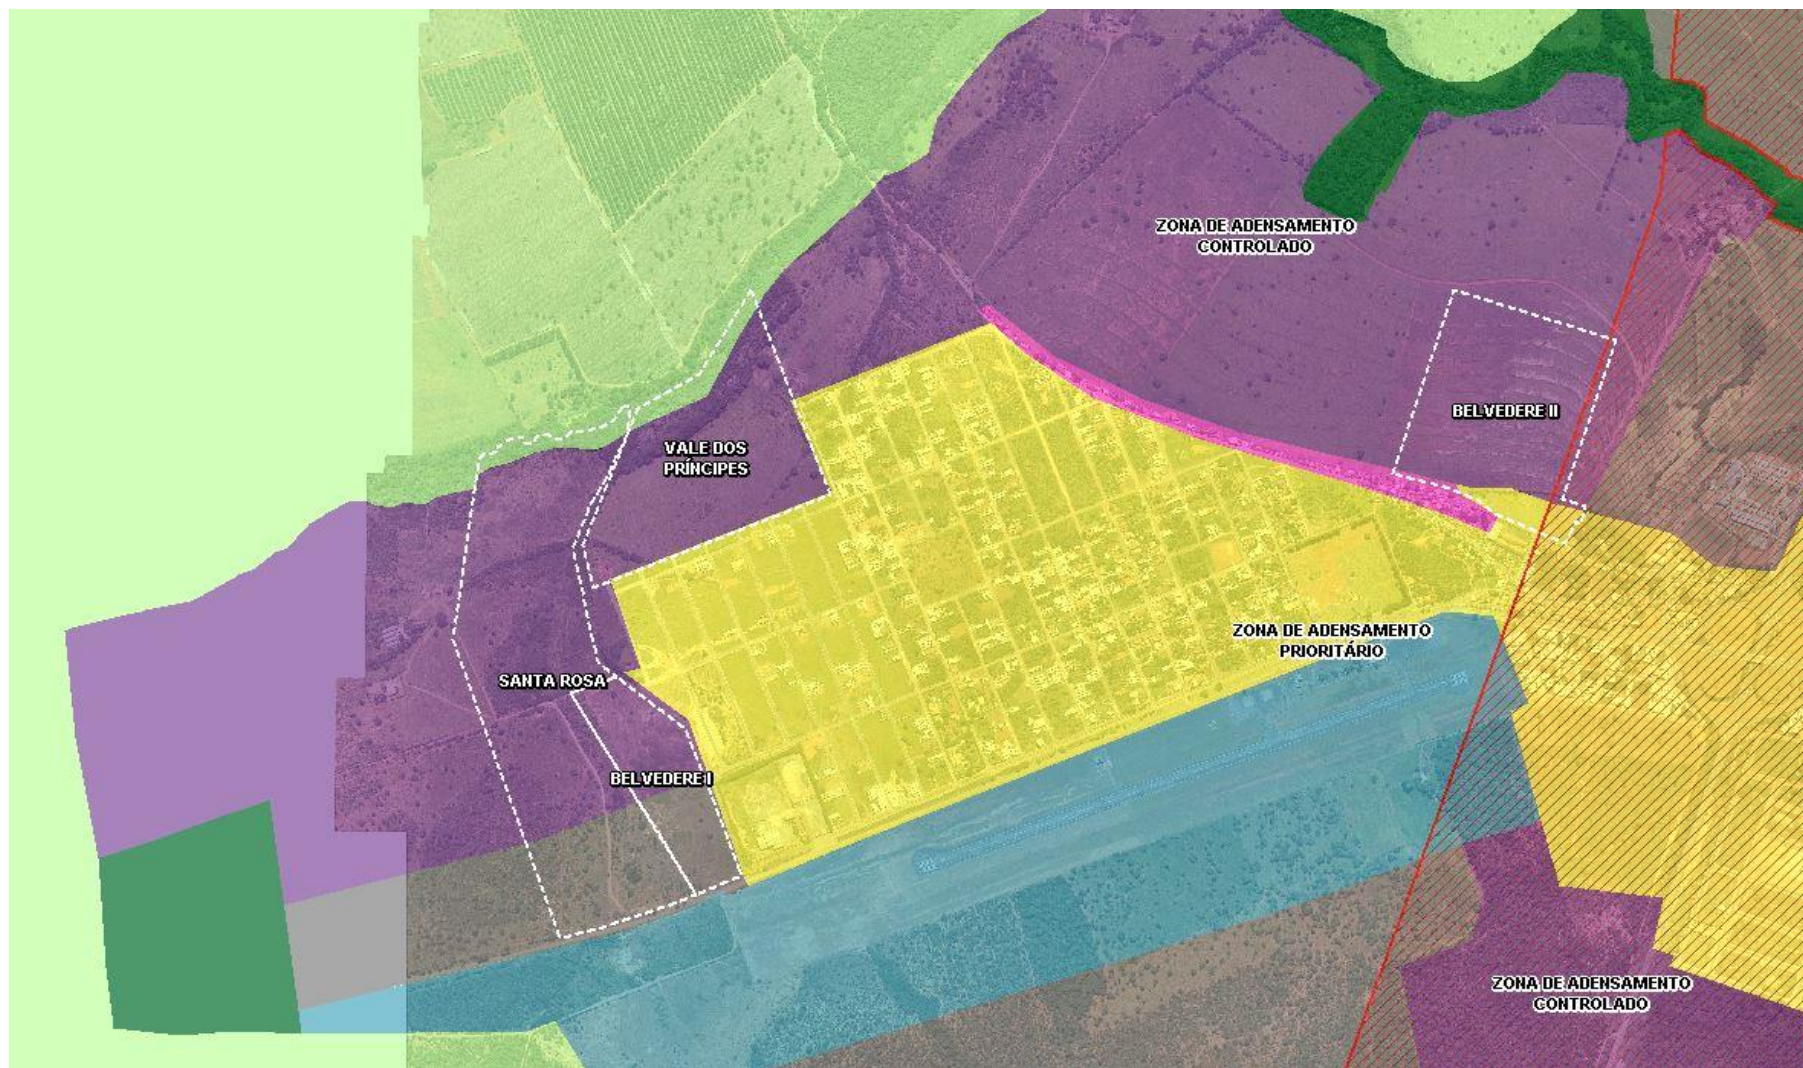 ZONA DE ADENSAMENTO
CONTROLADO
BELVEDERE II
VALE DOS
PRÍNCIPES
ZONA DE ADENSAMENTO
PRIORITÁRIO
SANTA ROSA
BELVEDERE I
ZONA DE ADENSAMENTO
CONTROLADO